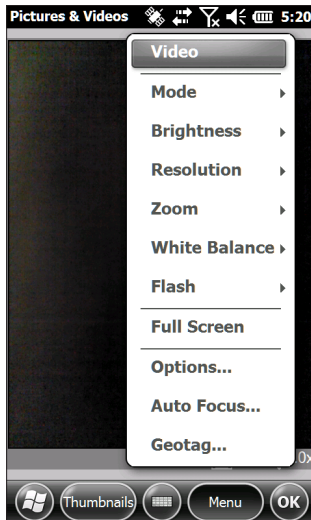 Pictures & Videos 5:20
Video
Mode
Brightness
Resolution
Zoom
White Balance
Flash
Full Screen
Options...
Auto Focus...
Geotag...
0x
Thumbnails Menu OK